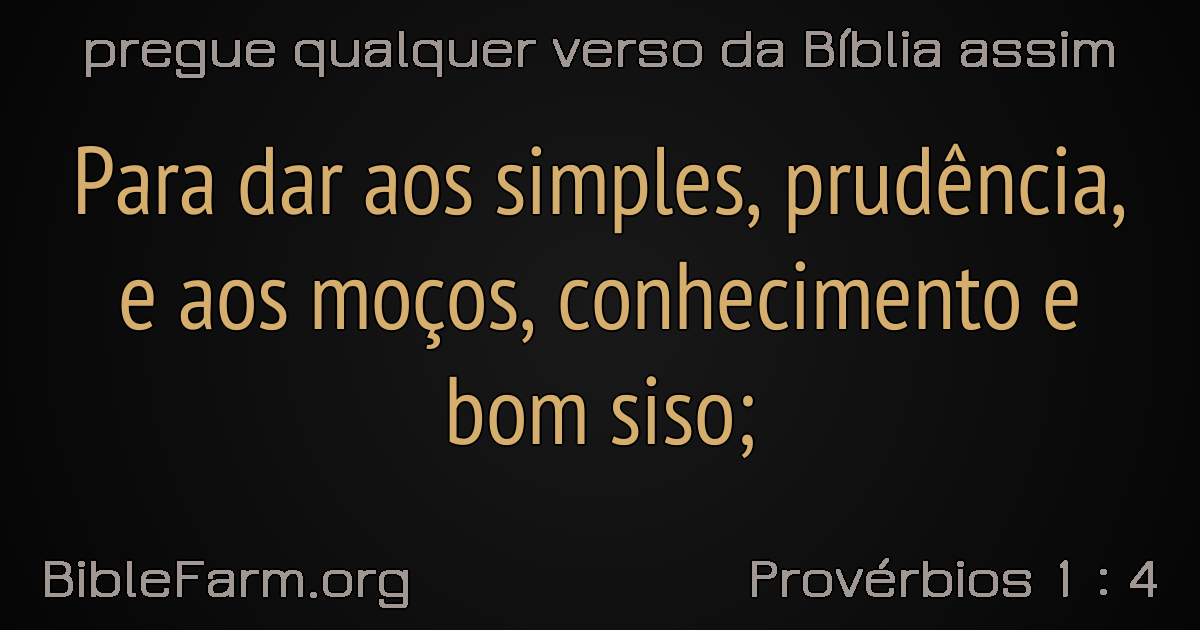 pregue qualquer verso da Bíblia assim
Para dar aos simples, prudência,
e aos moços, conhecimento e
bom siso;
BibleFarm.org
Provérbios 1 : 4